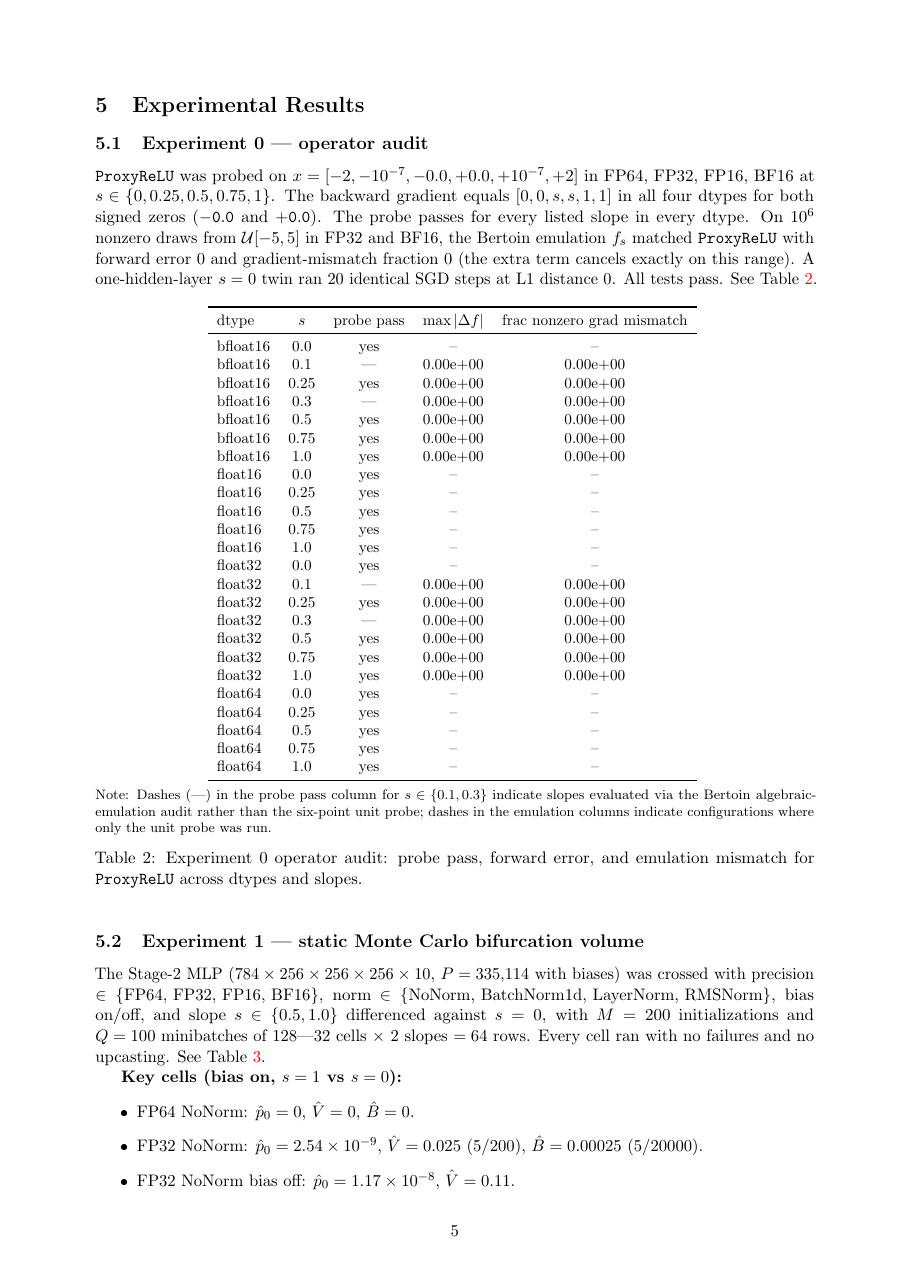 5 Experimental Results
5.1 Experiment 0 — operator audit
ProxyReLU was probed on x = [−2, −10⁻⁷, −0.0, +0.0, +10⁻⁷, +2] in FP64, FP32, FP16, BF16 at
s ∈ {0, 0.25, 0.5, 0.75, 1}. The backward gradient equals [0, 0, s, s, 1, 1] in all four dtypes for both
signed zeros (−0.0 and +0.0). The probe passes for every listed slope in every dtype. On 10⁶
nonzero draws from 𝒰[−5, 5] in FP32 and BF16, the Bertoin emulation fₛ matched ProxyReLU with
forward error 0 and gradient-mismatch fraction 0 (the extra term cancels exactly on this range). A
one-hidden-layer s = 0 twin ran 20 identical SGD steps at L1 distance 0. All tests pass. See Table 2.
dtype s probe pass max |Δf| frac nonzero grad mismatch
bfloat16 0.0 yes – –
bfloat16 0.1 — 0.00e+00 0.00e+00
bfloat16 0.25 yes 0.00e+00 0.00e+00
bfloat16 0.3 — 0.00e+00 0.00e+00
bfloat16 0.5 yes 0.00e+00 0.00e+00
bfloat16 0.75 yes 0.00e+00 0.00e+00
bfloat16 1.0 yes 0.00e+00 0.00e+00
float16 0.0 yes – –
float16 0.25 yes – –
float16 0.5 yes – –
float16 0.75 yes – –
float16 1.0 yes – –
float32 0.0 yes – –
float32 0.1 — 0.00e+00 0.00e+00
float32 0.25 yes 0.00e+00 0.00e+00
float32 0.3 — 0.00e+00 0.00e+00
float32 0.5 yes 0.00e+00 0.00e+00
float32 0.75 yes 0.00e+00 0.00e+00
float32 1.0 yes 0.00e+00 0.00e+00
float64 0.0 yes – –
float64 0.25 yes – –
float64 0.5 yes – –
float64 0.75 yes – –
float64 1.0 yes – –
Note: Dashes (—) in the probe pass column for s ∈ {0.1, 0.3} indicate slopes evaluated via the Bertoin algebraic-
emulation audit rather than the six-point unit probe; dashes in the emulation columns indicate configurations where
only the unit probe was run.
Table 2: Experiment 0 operator audit: probe pass, forward error, and emulation mismatch for
ProxyReLU across dtypes and slopes.
5.2 Experiment 1 — static Monte Carlo bifurcation volume
The Stage-2 MLP (784 × 256 × 256 × 256 × 10, P = 335,114 with biases) was crossed with precision
∈ {FP64, FP32, FP16, BF16}, norm ∈ {NoNorm, BatchNorm1d, LayerNorm, RMSNorm}, bias
on/off, and slope s ∈ {0.5, 1.0} differenced against s = 0, with M = 200 initializations and
Q = 100 minibatches of 128—32 cells × 2 slopes = 64 rows. Every cell ran with no failures and no
upcasting. See Table 3.
Key cells (bias on, s = 1 vs s = 0):
• FP64 NoNorm: p̂₀ = 0, V̂ = 0, B̂ = 0.
• FP32 NoNorm: p̂₀ = 2.54 × 10⁻⁹, V̂ = 0.025 (5/200), B̂ = 0.00025 (5/20000).
• FP32 NoNorm bias off: p̂₀ = 1.17 × 10⁻⁸, V̂ = 0.11.
5